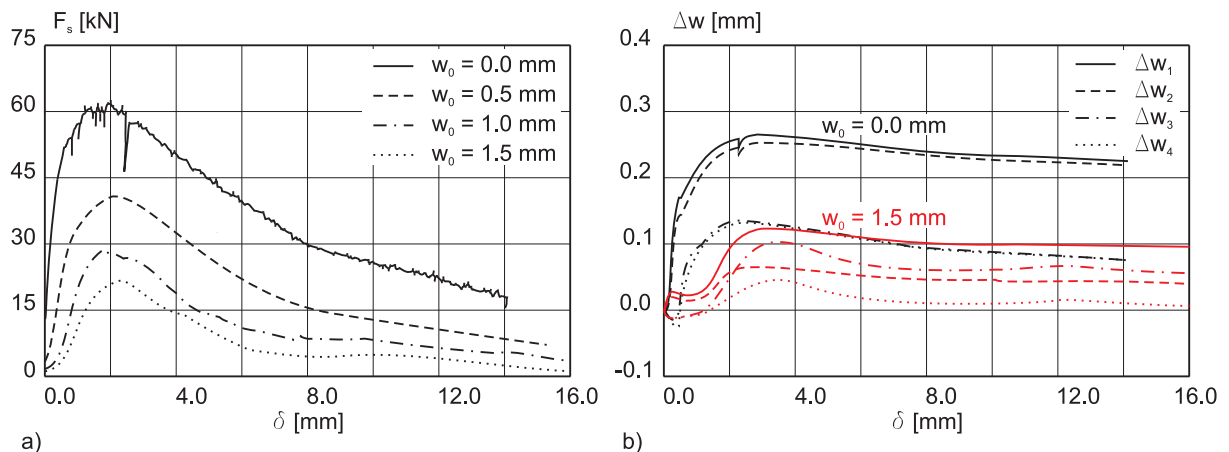 F_s [kN]
75
60
45
30
15
0
w_0 = 0.0 mm
w_0 = 0.5 mm
w_0 = 1.0 mm
w_0 = 1.5 mm
0.0 4.0 8.0 12.0 16.0
δ [mm]
a)
Δw [mm]
0.4
0.3
0.2
0.1
0.0
-0.1
Δw_1
Δw_2
Δw_3
Δw_4
w_0 = 0.0 mm
w_0 = 1.5 mm
0.0 4.0 8.0 12.0 16.0
δ [mm]
b)